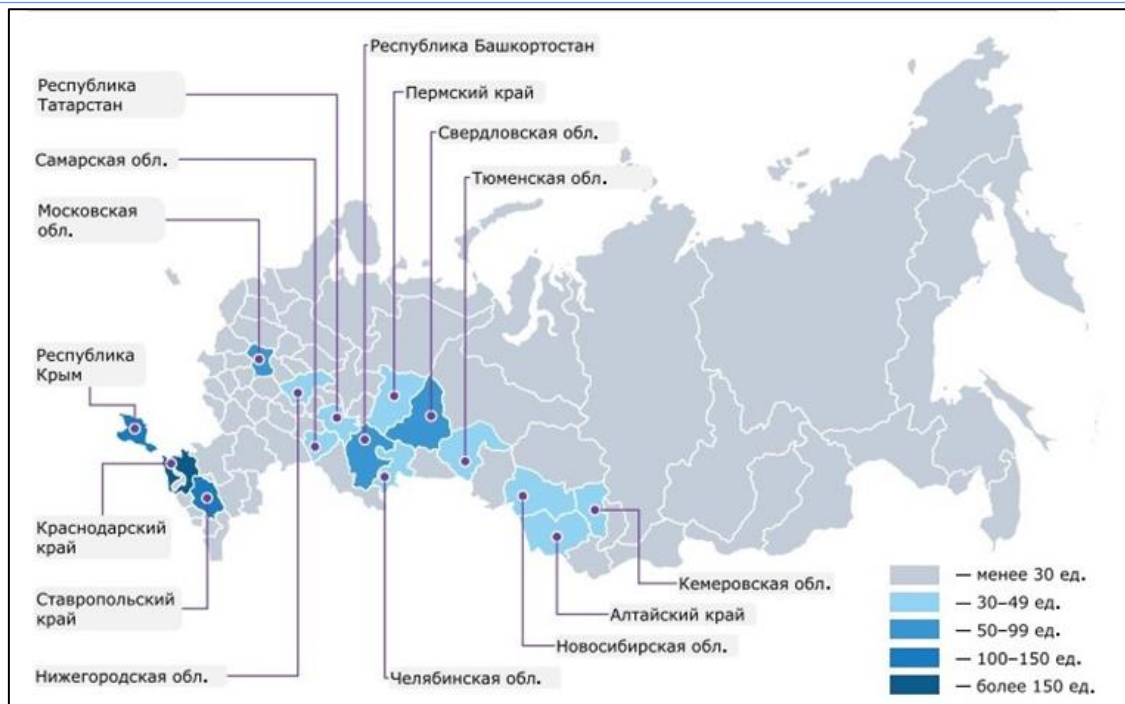 Республика Башкортостан
Республика
Татарстан
Пермский край
Свердловская обл.
Самарская обл.
Тюменская обл.
Московская
обл.
Республика
Крым
Краснодарский
край
Ставропольский
край
Нижегородская обл.
Челябинская обл.
Новосибирская обл.
Алтайский край
Кемеровская обл.
— менее 30 ед.
— 30–49 ед.
— 50–99 ед.
— 100–150 ед.
— более 150 ед.